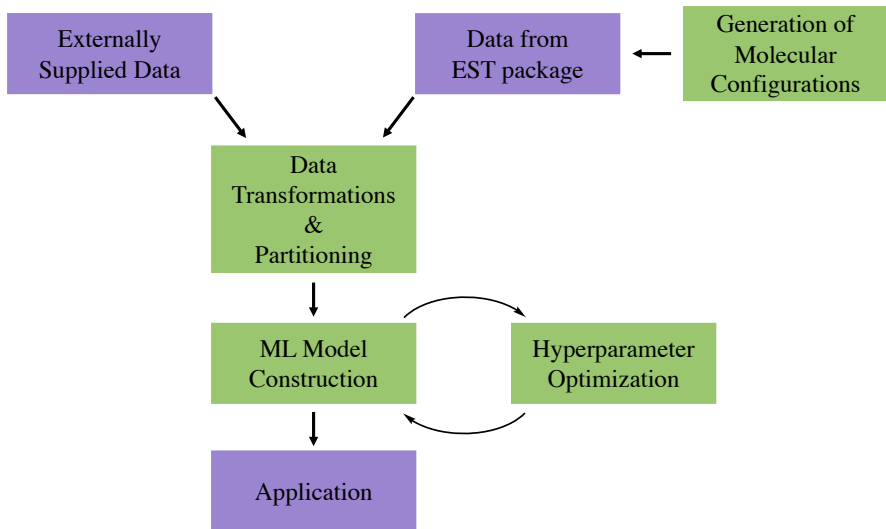 Externally
Supplied Data
Data from
EST package
Generation of
Molecular
Configurations
Data
Transformations
&
Partitioning
ML Model
Construction
Hyperparameter
Optimization
Application